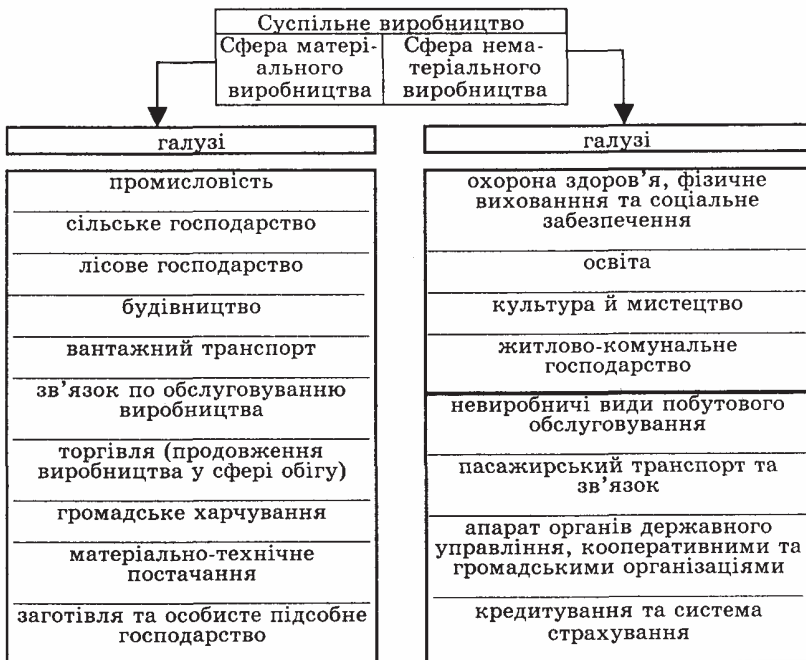 Суспільне виробництво
Сфера матері-
ального
виробництва
Сфера нема-
теріального
виробництва
галузі
промисловість
сільське господарство
лісове господарство
будівництво
вантажний транспорт
зв'язок по обслуговуванню
виробництва
торгівля (продовження
виробництва у сфері обігу)
громадське харчування
матеріально-технічне
постачання
заготівля та особисте підсобне
господарство
галузі
охорона здоров'я, фізичне
вихованння та соціальне
забезпечення
освіта
культура й мистецтво
житлово-комунальне
господарство
невиробничі види побутового
обслуговування
пасажирський транспорт та
зв'язок
апарат органів державного
управління, кооперативними та
громадськими організаціями
кредитування та система
страхування